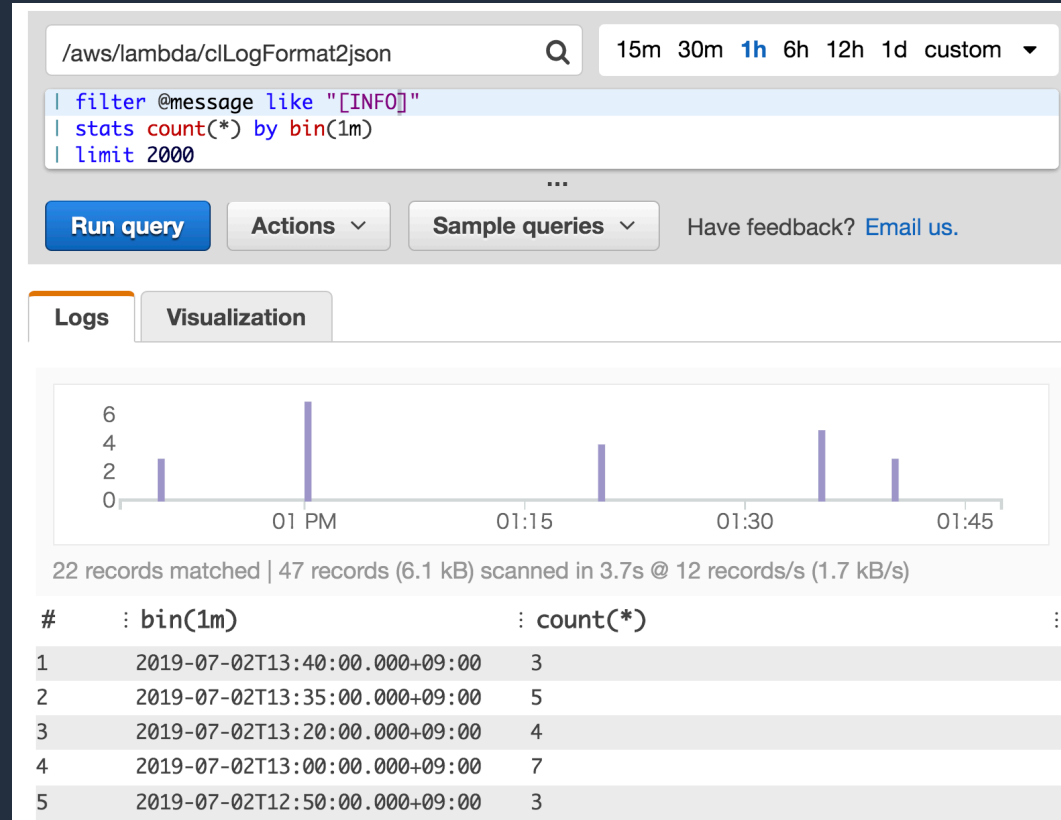 /aws/lambda/clLogFormat2json
15m 30m 1h 6h 12h 1d custom
| filter @message like "[INFO]"
| stats count(*) by bin(1m)
| limit 2000
...
Run query Actions Sample queries Have feedback? Email us.
Logs Visualization
6
4
2
0
01 PM 01:15 01:30 01:45
22 records matched | 47 records (6.1 kB) scanned in 3.7s @ 12 records/s (1.7 kB/s)
# : bin(1m) : count(*) :
1 2019-07-02T13:40:00.000+09:00 3
2 2019-07-02T13:35:00.000+09:00 5
3 2019-07-02T13:20:00.000+09:00 4
4 2019-07-02T13:00:00.000+09:00 7
5 2019-07-02T12:50:00.000+09:00 3